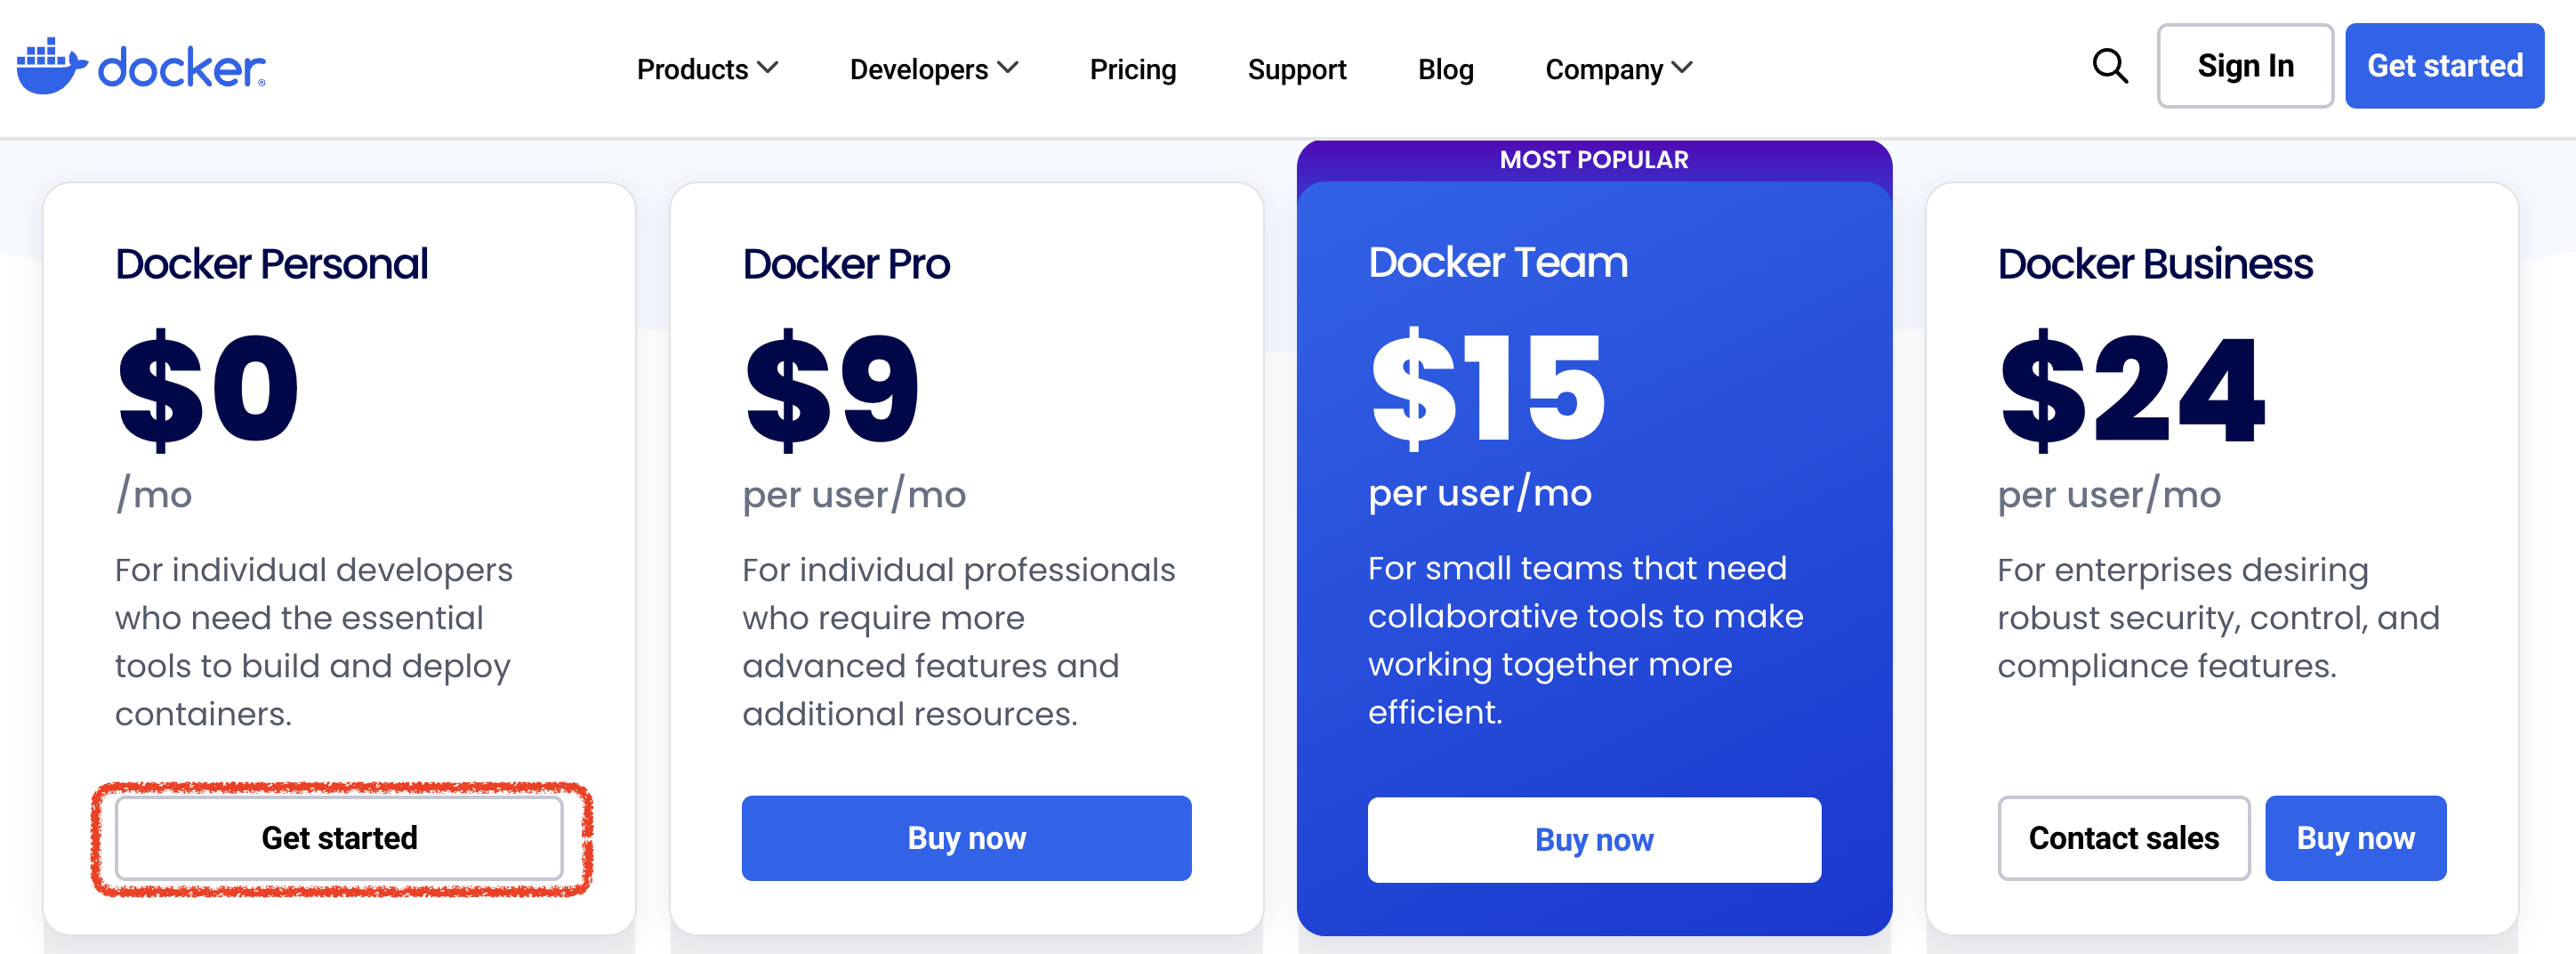 docker®
Products
Developers
Pricing
Support
Blog
Company
Sign In
Get started
Docker Personal
$0
/mo
For individual developers
who need the essential
tools to build and deploy
containers.
Get started
Docker Pro
$9
per user/mo
For individual professionals
who require more
advanced features and
additional resources.
Buy now
MOST POPULAR
Docker Team
$15
per user/mo
For small teams that need
collaborative tools to make
working together more
efficient.
Buy now
Docker Business
$24
per user/mo
For enterprises desiring
robust security, control, and
compliance features.
Contact sales
Buy now